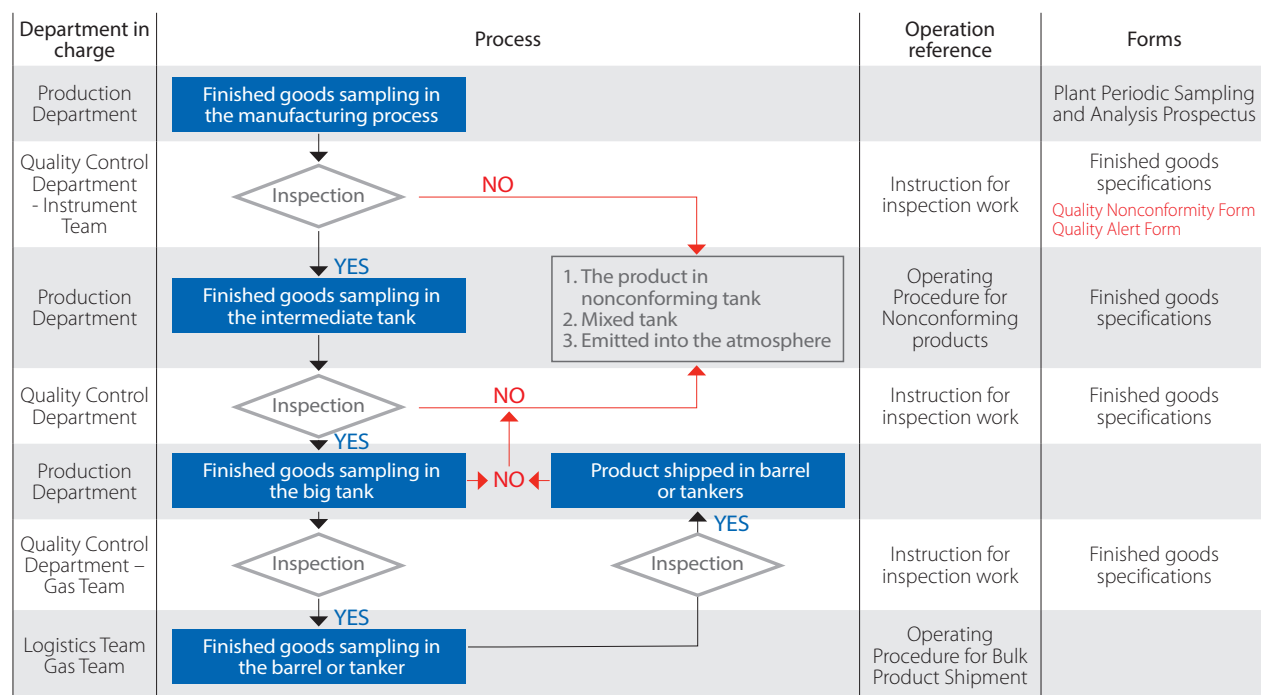 Department in
charge
Process
Operation
reference
Forms
Production
Department
Finished goods sampling in
the manufacturing process
Plant Periodic Sampling
and Analysis Prospectus
Quality Control
Department
- Instrument
Team
Inspection
NO
Instruction for
inspection work
Finished goods
specifications
Quality Nonconformity Form
Quality Alert Form
YES
Production
Department
Finished goods sampling in
the intermediate tank
1. The product in
nonconforming tank
2. Mixed tank
3. Emitted into the atmosphere
Operating
Procedure for
Nonconforming
products
Finished goods
specifications
Quality Control
Department
Inspection
NO
Instruction for
inspection work
Finished goods
specifications
YES
Production
Department
Finished goods sampling in
the big tank
NO
Product shipped in barrel
or tankers
YES
Quality Control
Department –
Gas Team
Inspection
Inspection
Instruction for
inspection work
Finished goods
specifications
YES
Logistics Team
Gas Team
Finished goods sampling in
the barrel or tanker
Operating
Procedure for Bulk
Product Shipment